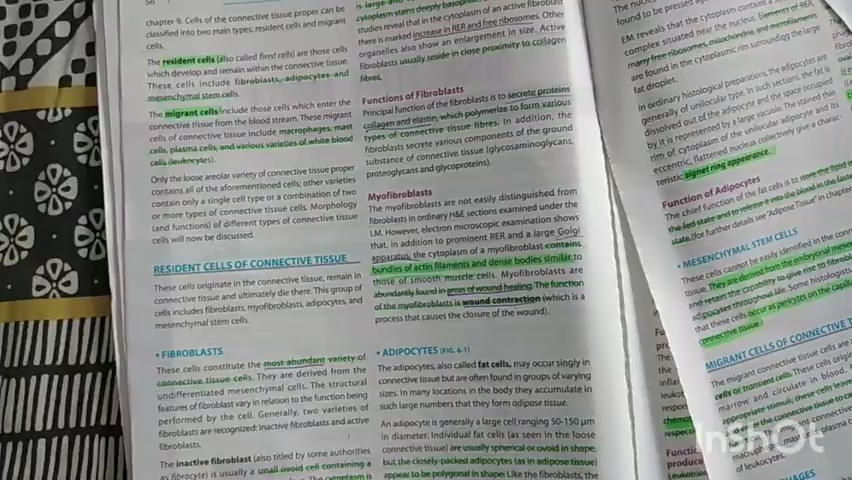 56
chapter 9. Cells of the connective tissue proper can be
classified into two main types: resident cells and migrant
cells.
The resident cells (also called fixed cells) are those cells
which develop and remain within the connective tissue.
These cells include fibroblasts, adipocytes and
mesenchymal stem cells.
The migrant cells include those cells which enter the
connective tissue from the blood stream. These migrant
cells of connective tissue include macrophages, mast
cells, plasma cells, and various varieties of white blood
cells (leukocytes).
Only the loose areolar variety of connective tissue proper
contains all of the aforementioned cells; other varieties
contain only a single cell type or a combination of two
or more types of connective tissue cells. Morphology
(and functions) of different types of connective tissue
cells will now be discussed.
RESIDENT CELLS OF CONNECTIVE TISSUE
These cells originate in the connective tissue, remain in
connective tissue and ultimately die there. This group of
cells includes fibroblasts, myofibroblasts, adipocytes, and
mesenchymal stem cells.
• FIBROBLASTS
These cells constitute the most abundant variety of
connective tissue cells. They are derived from the
undifferentiated mesenchymal cells. The structural
features of fibroblast vary in relation to the function being
performed by the cell. Generally, two varieties of
fibroblasts are recognized: inactive fibroblasts and active
fibroblasts.
The inactive fibroblast (also titled by some authorities
as fibrocyte) is usually a small ovoid cell containing a
is large and
cytoplasm stains deeply
studies reveal that in the cytoplasm of an active fibroblast
there is marked increase in RER and free ribosomes. Other
organelles also show an enlargement in size. Active
fibroblasts usually reside in close proximity to collagen
fibres.
Functions of Fibroblasts
Principal function of the fibroblasts is to secrete proteins
collagen and elastin, which polymerize to form various
types of connective tissue fibres. In addition, the
fibroblasts secrete various components of the ground
substance of connective tissue (glycosaminoglycans,
proteoglycans and glycoproteins).
Myofibroblasts
The myofibroblasts are not easily distinguished from
fibroblasts in ordinary H&E sections examined under the
LM. However, electron microscopic examination shows
that, in addition to prominent RER and a large Golgi
apparatus, the cytoplasm of a myofibroblast contains
bundles of actin filaments and dense bodies similar to
those of smooth muscle cells. Myofibroblasts are
abundantly found in areas of wound healing. The function
of the myofibroblasts is wound contraction (which is a
process that causes the closure of the wound).
• ADIPOCYTES (FIG. 6-1)
The adipocytes, also called fat cells, may occur singly in
connective tissue but are often found in groups of varying
sizes. In many locations in the body they accumulate in
such large numbers that they form adipose tissue.
An adipocyte is generally a large cell ranging 50-150 µm
in diameter. Individual fat cells (as seen in the loose
connective tissue) are usually spherical or ovoid in shape,
but the closely-packed adipocytes (as in adipose tissue)
appear to be polygonal in shape. Like the fibroblasts, the
The nucleus
found to be pressed
EM reveals that the cytoplasm contains a
complex situated near the nucleus. Elements of RER,
many free ribosomes, mitochondria, and microfilaments
are found in the cytoplasmic rim surrounding the large
fat droplet.
In ordinary histological preparations, the adipocytes are
generally of unilocular type. In such sections, the fat is
dissolved out of the adipocyte and the space occupied
by it is represented by a large vacuole. The stained thin
rim of cytoplasm of the unilocular adipocyte and its
eccentric, flattened nucleus collectively give a charac-
teristic signet ring appearance.
Function of Adipocytes
The chief function of the fat cells is to store the lipid in
the fed state and to release it into the blood in the fasted
state. (for further details see 'Adipose Tissue' in chapter
• MESENCHYMAL STEM CELLS
These cells cannot be easily identified in the
tissue. They are derived from the embryonal
and retain the capability to give rise to
adipocytes throughout life. Some histologists
that these cells occur as pericytes on the
connective tissue.
MIGRANT CELLS OF CONNECTIVE
The migrant connective tissue cells are
cells or transient cells. These cells
marrow and circulate in blood.
appropriate stimuli; these cells leave
the connective tissue to
macrophages, mast cells, plasma
of leukocytes.
InShOt